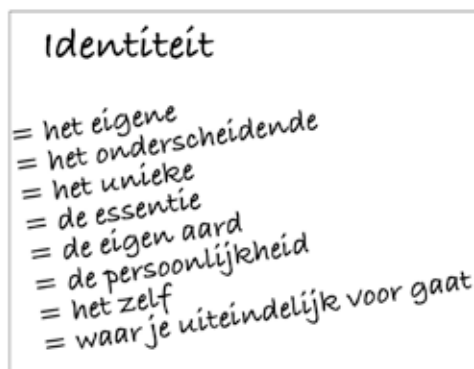 Identiteit
= het eigene
= het onderscheidende
= het unieke
= de essentie
= de eigen aard
= de persoonlijkheid
= het zelf
= waar je uiteindelijk voor gaat